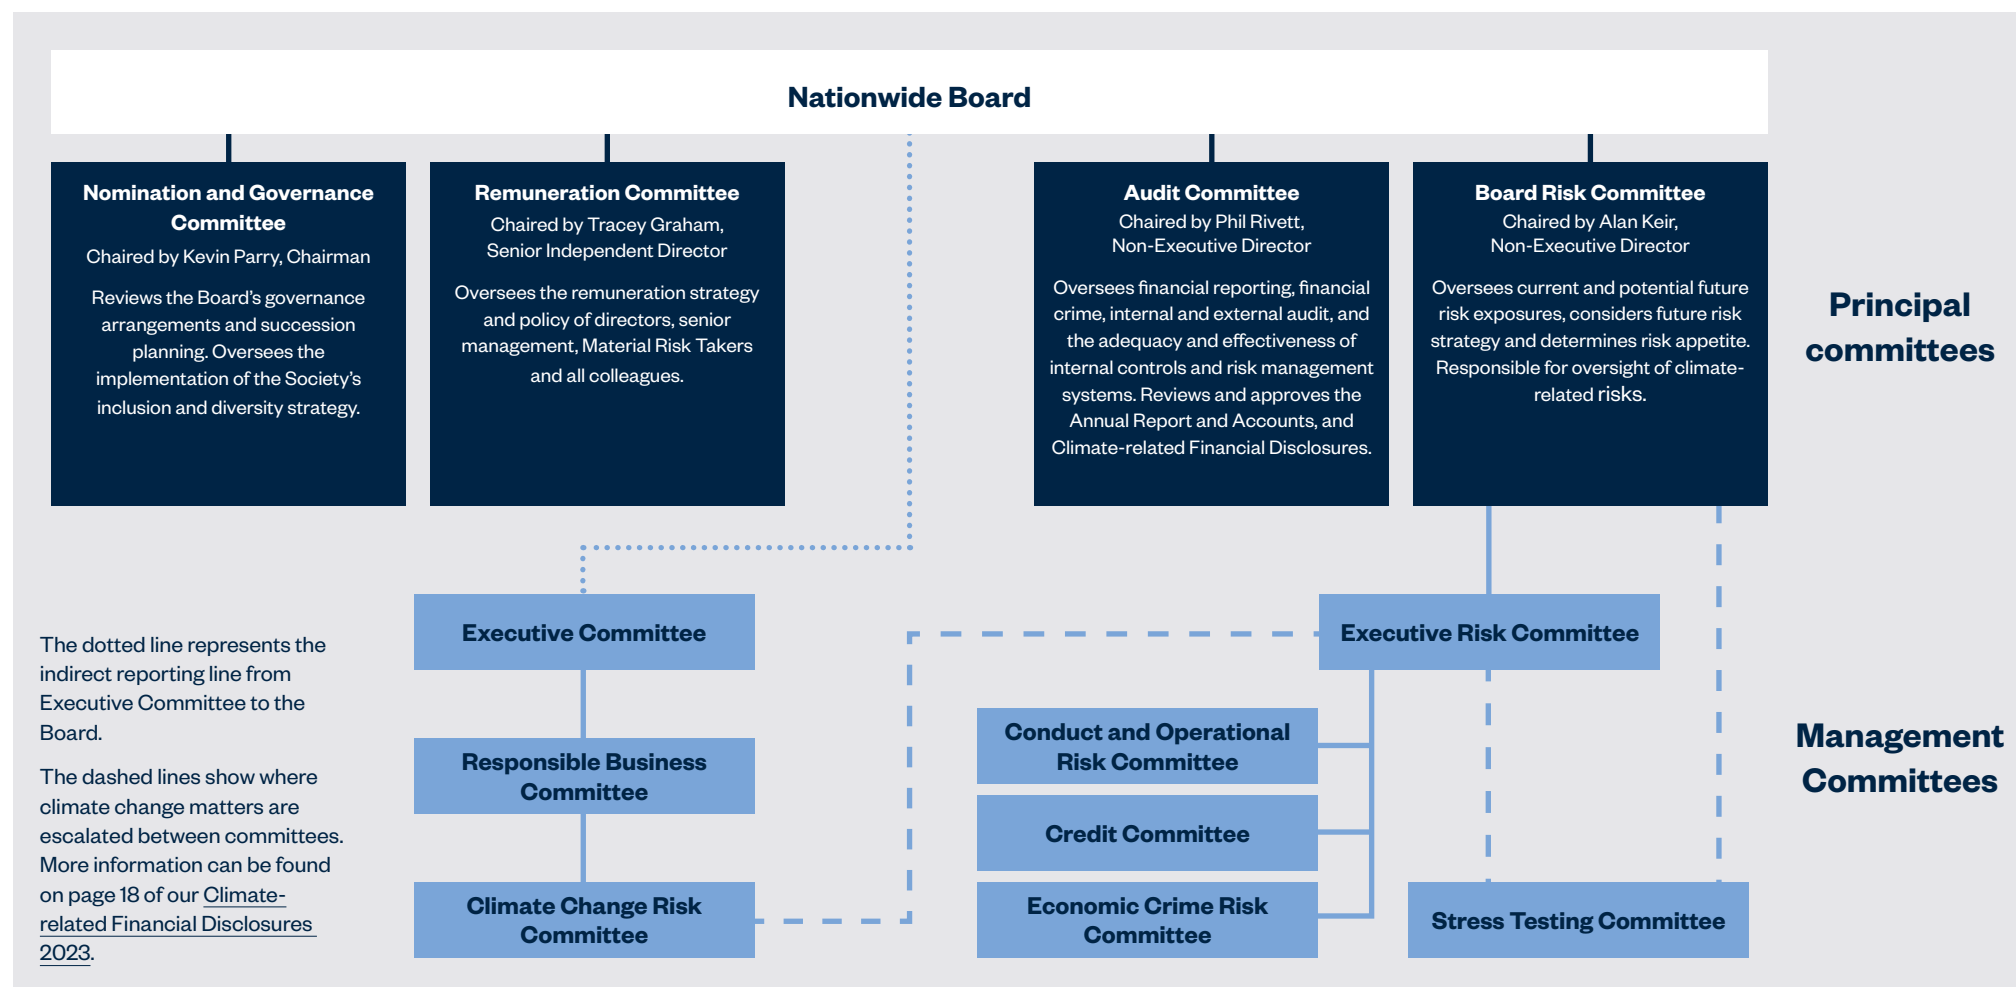 Nationwide Board
Nomination and Governance
Committee
Chaired by Kevin Parry, Chairman
Reviews the Board’s governance
arrangements and succession
planning. Oversees the
implementation of the Society’s
inclusion and diversity strategy.
Remuneration Committee
Chaired by Tracey Graham,
Senior Independent Director
Oversees the remuneration strategy
and policy of directors, senior
management, Material Risk Takers
and all colleagues.
Audit Committee
Chaired by Phil Rivett,
Non-Executive Director
Oversees financial reporting, financial
crime, internal and external audit, and
the adequacy and effectiveness of
internal controls and risk management
systems. Reviews and approves the
Annual Report and Accounts, and
Climate-related Financial Disclosures.
Board Risk Committee
Chaired by Alan Keir,
Non-Executive Director
Oversees current and potential future
risk exposures, considers future risk
strategy and determines risk appetite.
Responsible for oversight of climate-
related risks.
Principal
committees
The dotted line represents the
indirect reporting line from
Executive Committee to the
Board.
The dashed lines show where
climate change matters are
escalated between committees.
More information can be found
on page 18 of our Climate-
related Financial Disclosures
2023.
Executive Committee
Responsible Business
Committee
Climate Change Risk
Committee
Executive Risk Committee
Conduct and Operational
Risk Committee
Credit Committee
Economic Crime Risk
Committee
Stress Testing Committee
Management
Committees